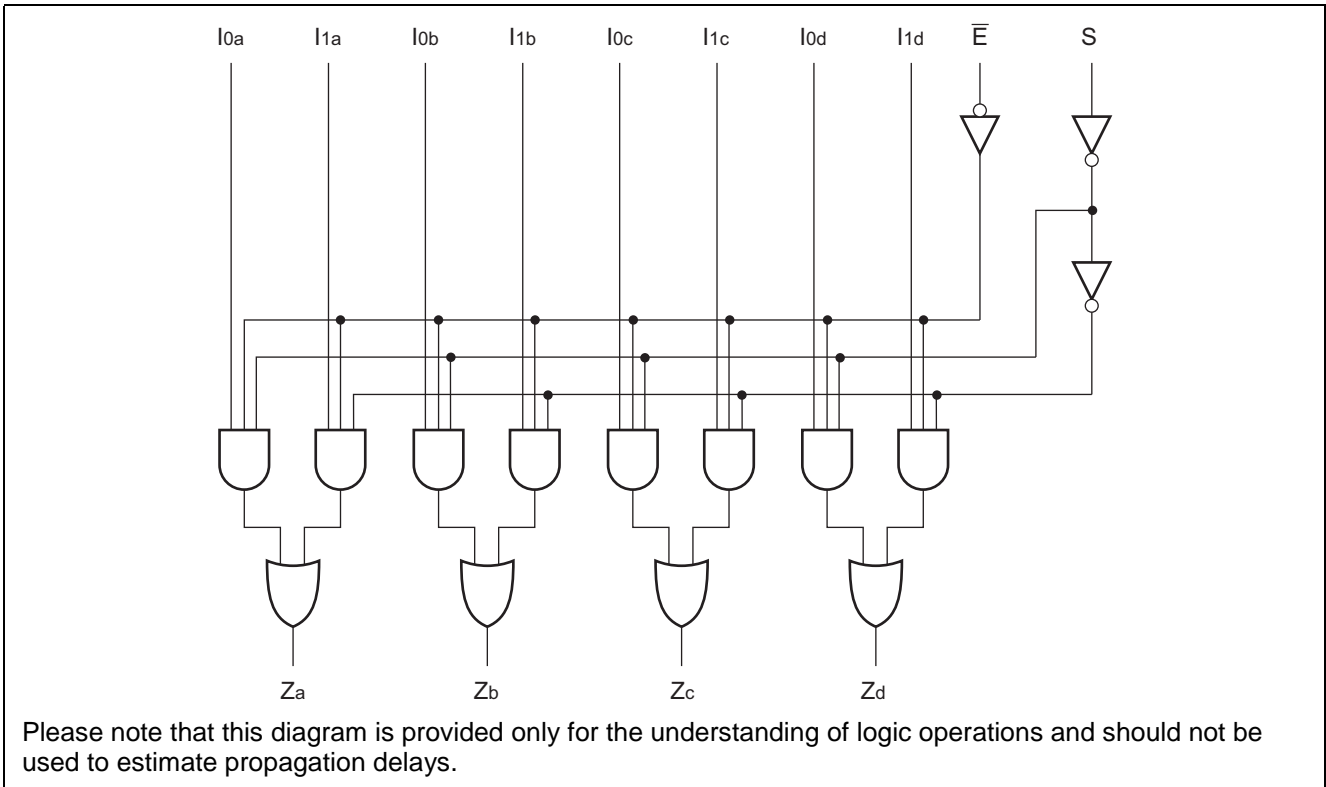 I0a I1a I0b I1b I0c I1c I0d I1d E̅ S
Za Zb Zc Zd
Please note that this diagram is provided only for the understanding of logic operations and should not be
used to estimate propagation delays.